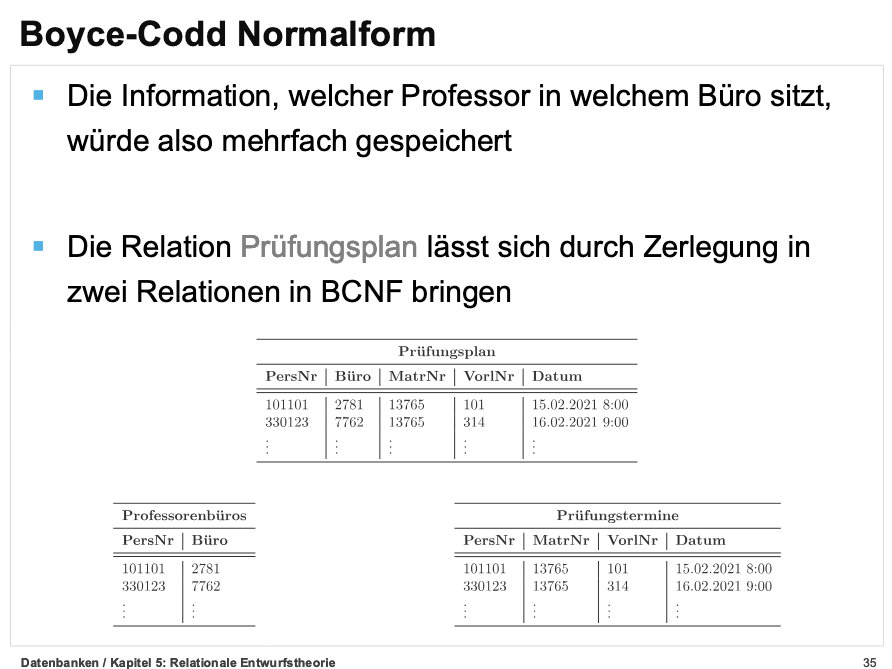 Boyce-Codd Normalform
Die Information, welcher Professor in welchem Büro sitzt,
würde also mehrfach gespeichert
Die Relation Prüfungsplan lässt sich durch Zerlegung in
zwei Relationen in BCNF bringen
Prüfungsplan
PersNr | Büro | MatrNr | VorlNr | Datum
101101 | 2781 | 13765 | 101 | 15.02.2021 8:00
330123 | 7762 | 13765 | 314 | 16.02.2021 9:00
⋮ | ⋮ | ⋮ | ⋮ | ⋮
Professorenbüros
PersNr | Büro
101101 | 2781
330123 | 7762
⋮ | ⋮
Prüfungstermine
PersNr | MatrNr | VorlNr | Datum
101101 | 13765 | 101 | 15.02.2021 8:00
330123 | 13765 | 314 | 16.02.2021 9:00
⋮ | ⋮ | ⋮ | ⋮
Datenbanken / Kapitel 5: Relationale Entwurfstheorie
35